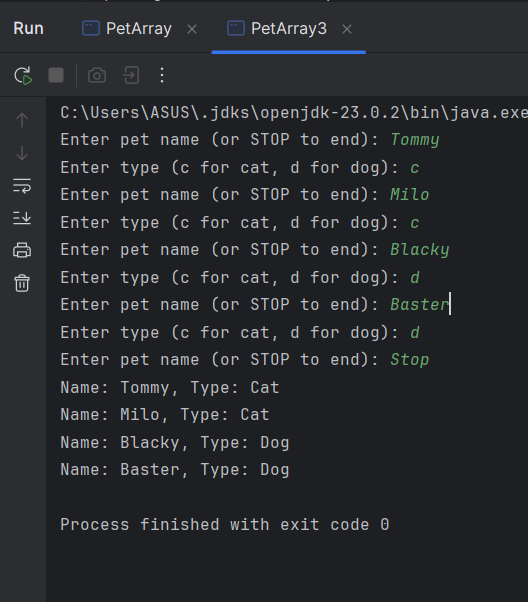 Run PetArray PetArray3
C:\Users\ASUS\.jdks\openjdk-23.0.2\bin\java.exe
Enter pet name (or STOP to end): Tommy
Enter type (c for cat, d for dog): c
Enter pet name (or STOP to end): Milo
Enter type (c for cat, d for dog): c
Enter pet name (or STOP to end): Blacky
Enter type (c for cat, d for dog): d
Enter pet name (or STOP to end): Baster
Enter type (c for cat, d for dog): d
Enter pet name (or STOP to end): Stop
Name: Tommy, Type: Cat
Name: Milo, Type: Cat
Name: Blacky, Type: Dog
Name: Baster, Type: Dog
Process finished with exit code 0